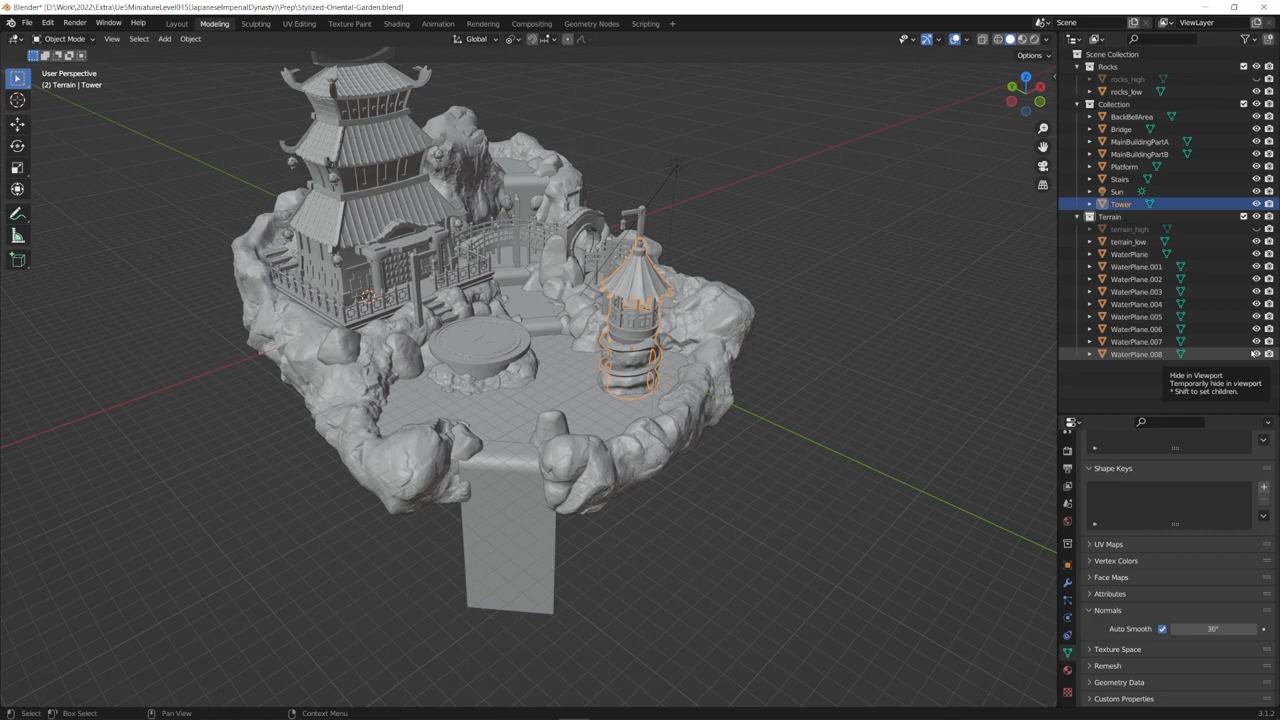 Blender* [D:\Work\2022\Extra\Ue5MiniatureLevel015(JapaneseImperialDynasty)\Prep\Stylized-Oriental-Garden.blend]
File Edit Render Window Help Layout Modeling Sculpting UV Editing Texture Paint Shading Animation Rendering Compositing Geometry Nodes Scripting + Scene ViewLayer
Object Mode View Select Add Object Global
Options
User Perspective
(2) Terrain | Tower
Scene Collection
Rocks
rocks_high
rocks_low
Collection
BackBellArea
Bridge
MainBuildingPartA
MainBuildingPartB
Platform
Stairs
Sun
Tower
Terrain
terrain_high
terrain_low
WaterPlane
WaterPlane.001
WaterPlane.002
WaterPlane.003
WaterPlane.004
WaterPlane.005
WaterPlane.006
WaterPlane.007
WaterPlane.008
Hide in Viewport
Temporarily hide in viewport
* Shift to set children.
Shape Keys
UV Maps
Vertex Colors
Face Maps
Attributes
Normals
Auto Smooth 30°
Texture Space
Remesh
Geometry Data
Custom Properties
Select Box Select Pan View Context Menu 3.1.2